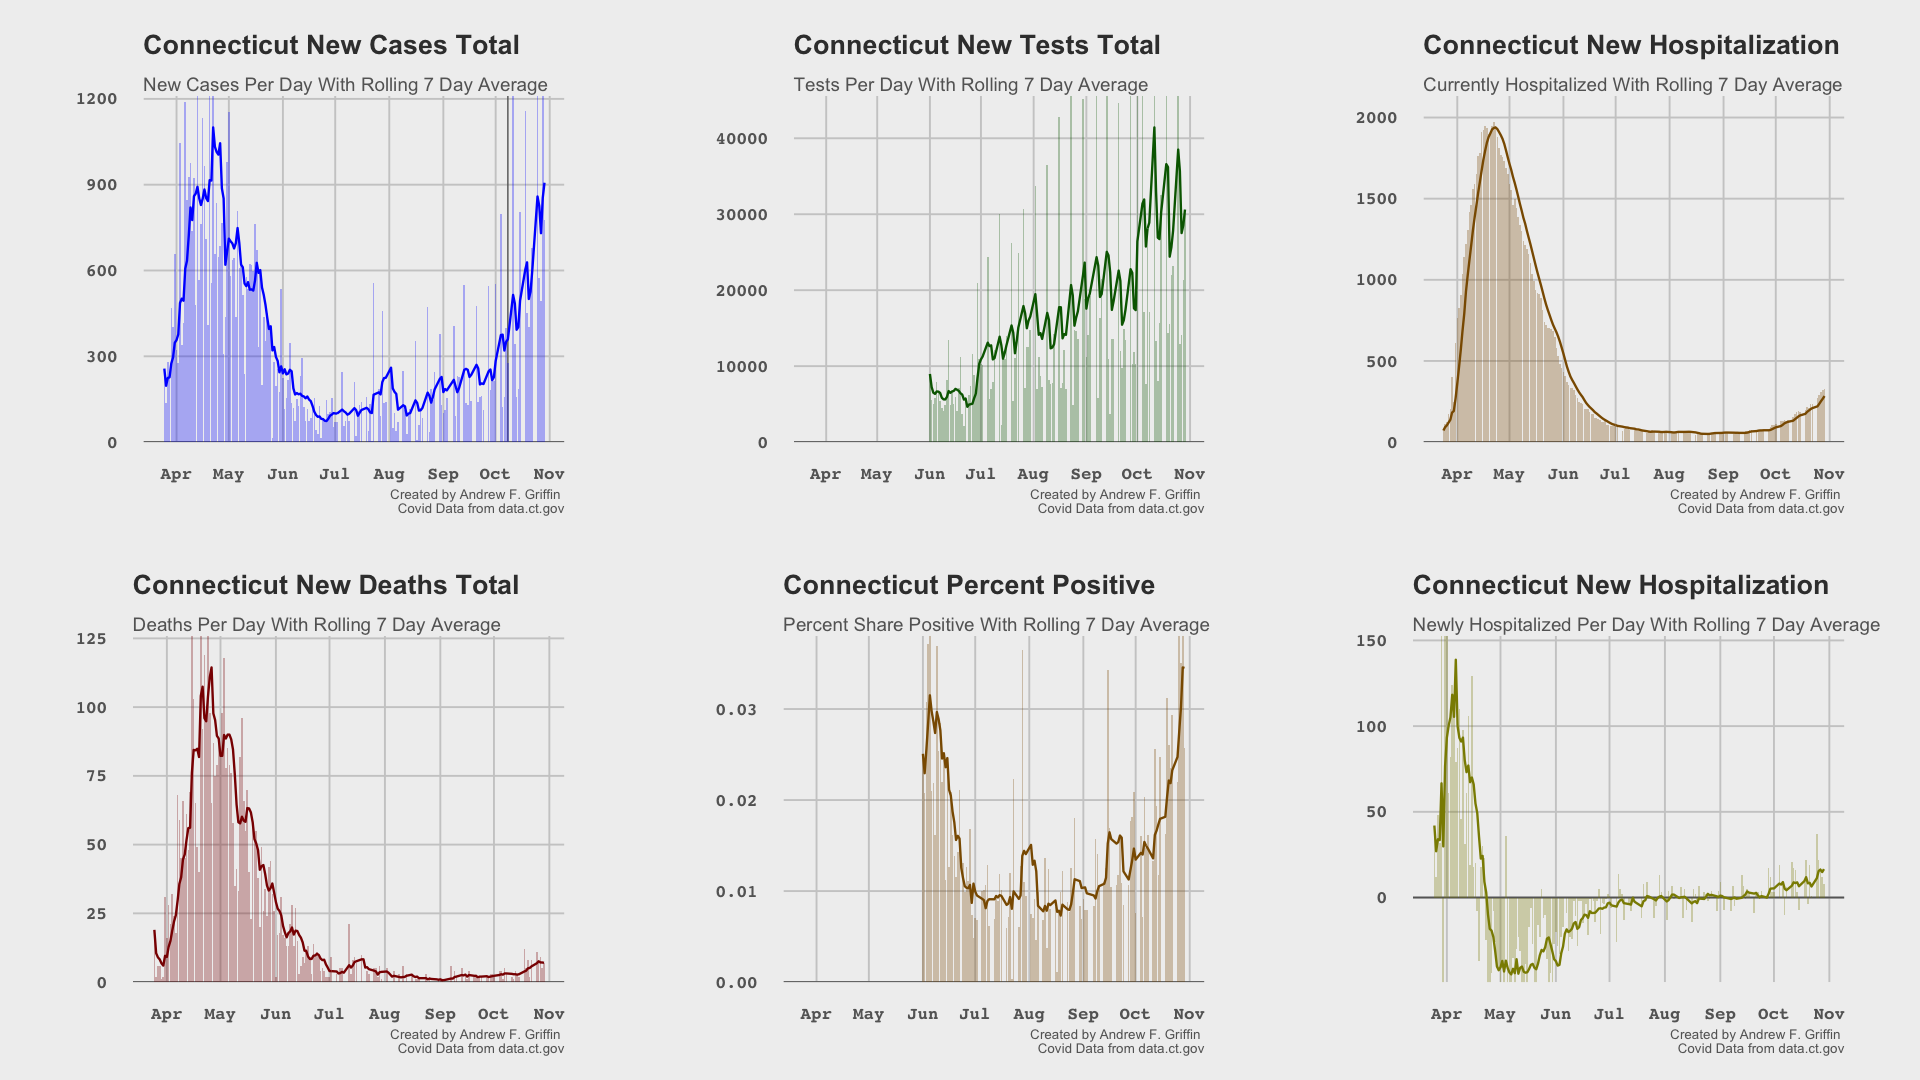 Connecticut New Cases Total
New Cases Per Day With Rolling 7 Day Average
1200
900
600
300
0
Apr May Jun Jul Aug Sep Oct Nov
Created by Andrew F. Griffin
Covid Data from data.ct.gov
Connecticut New Tests Total
Tests Per Day With Rolling 7 Day Average
40000
30000
20000
10000
0
Apr May Jun Jul Aug Sep Oct Nov
Created by Andrew F. Griffin
Covid Data from data.ct.gov
Connecticut New Hospitalization
Currently Hospitalized With Rolling 7 Day Average
2000
1500
1000
500
0
Apr May Jun Jul Aug Sep Oct Nov
Created by Andrew F. Griffin
Covid Data from data.ct.gov
Connecticut New Deaths Total
Deaths Per Day With Rolling 7 Day Average
125
100
75
50
25
0
Apr May Jun Jul Aug Sep Oct Nov
Created by Andrew F. Griffin
Covid Data from data.ct.gov
Connecticut Percent Positive
Percent Share Positive With Rolling 7 Day Average
0.03
0.02
0.01
0.00
Apr May Jun Jul Aug Sep Oct Nov
Created by Andrew F. Griffin
Covid Data from data.ct.gov
Connecticut New Hospitalization
Newly Hospitalized Per Day With Rolling 7 Day Average
150
100
50
0
Apr May Jun Jul Aug Sep Oct Nov
Created by Andrew F. Griffin
Covid Data from data.ct.gov